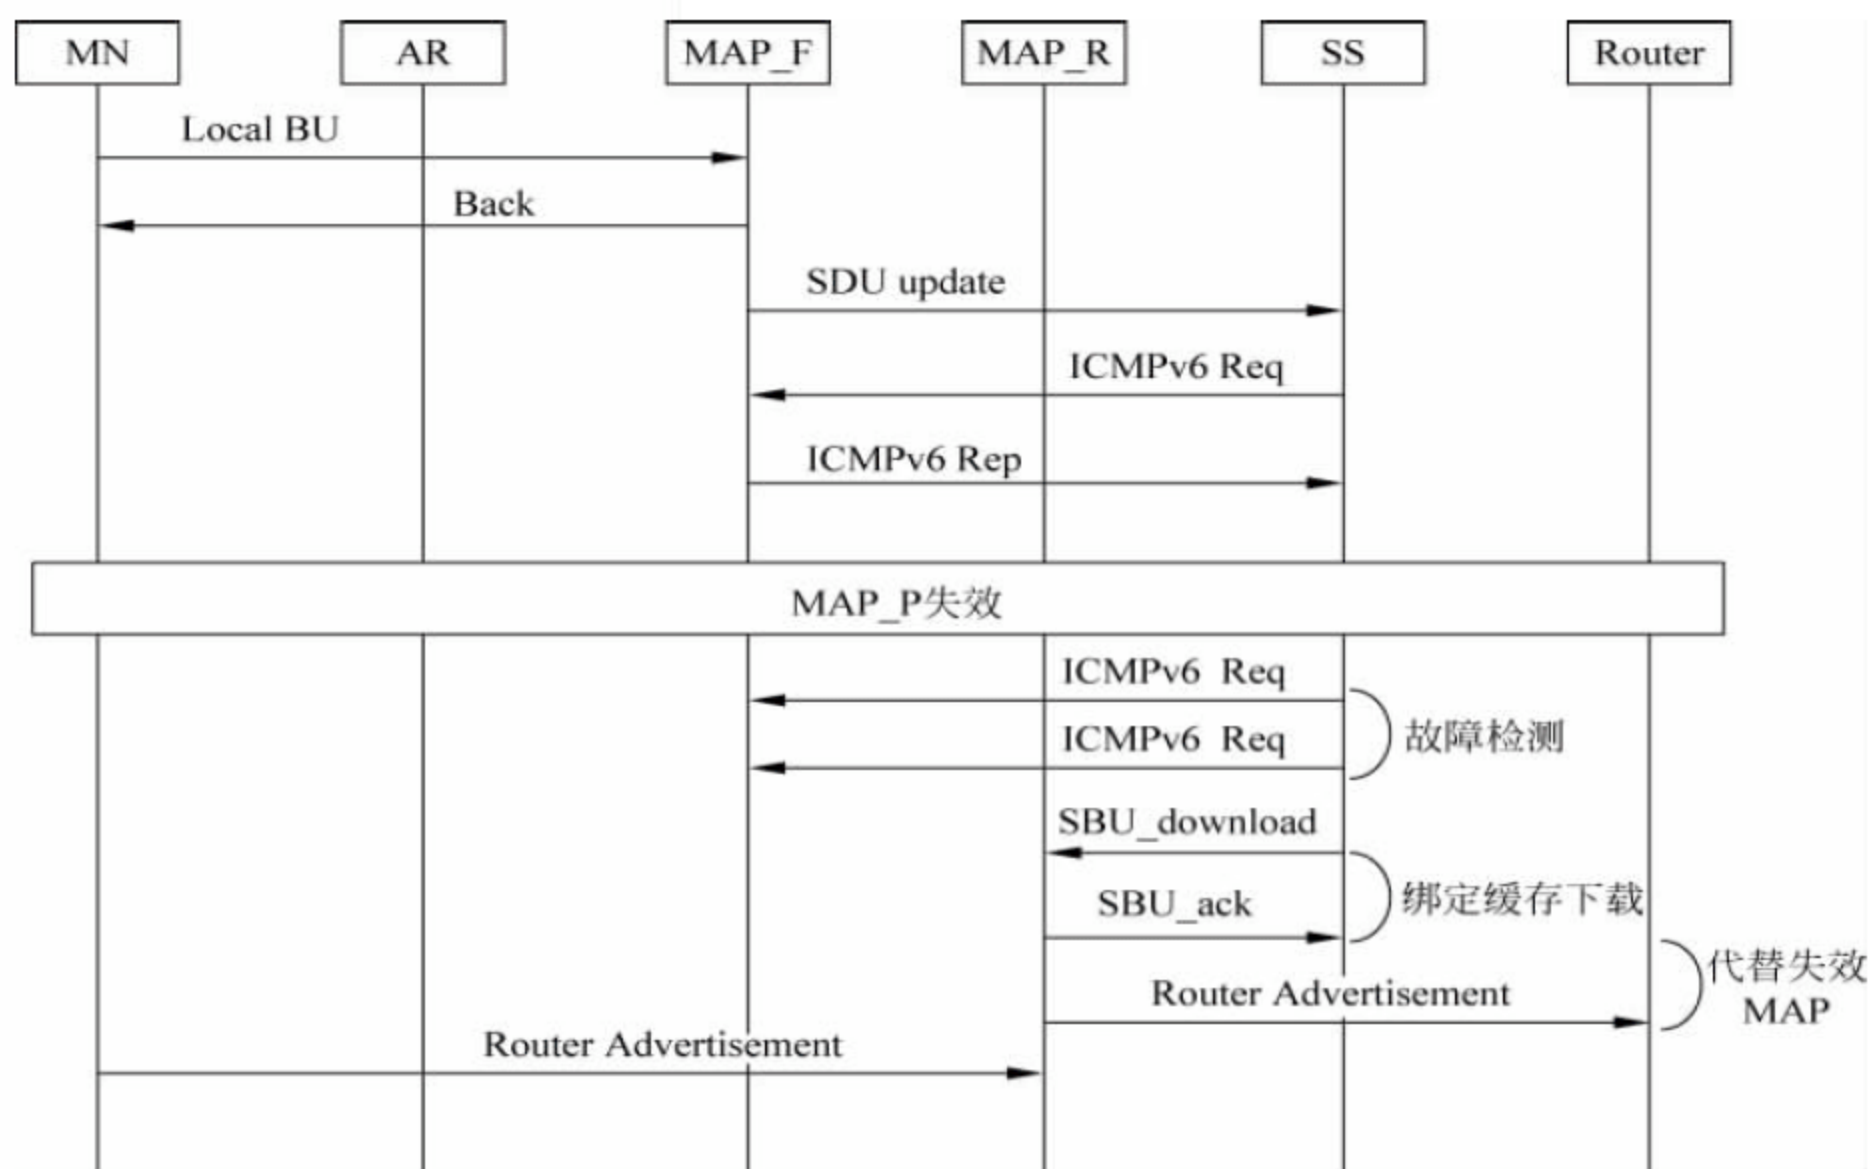 MN
AR
MAP_F
MAP_R
SS
Router
Local BU
Back
SDU update
ICMPv6 Req
ICMPv6 Rep
MAP_P失效
ICMPv6 Req
故障检测
ICMPv6 Req
SBU_download
绑定缓存下载
SBU_ack
代替失效
MAP
Router Advertisement
Router Advertisement